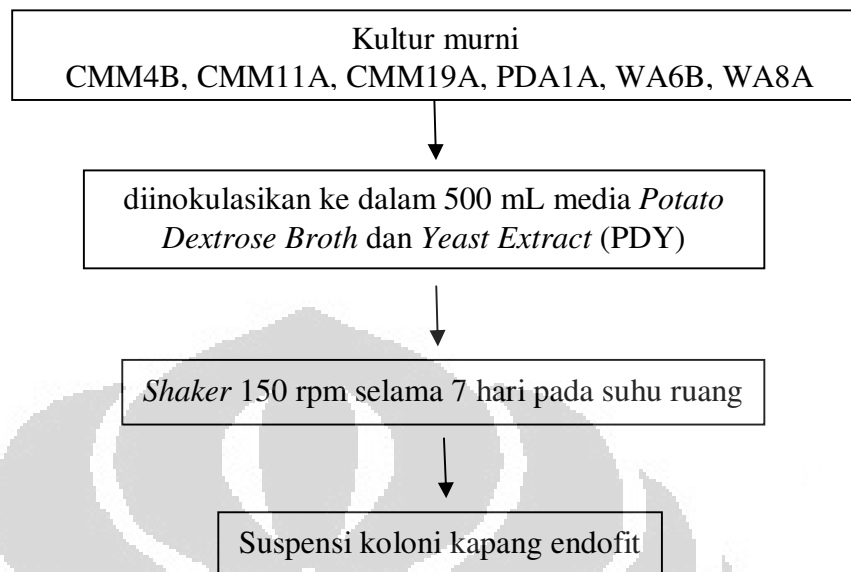 Kultur murni
CMM4B, CMM11A, CMM19A, PDA1A, WA6B, WA8A
diinokulasikan ke dalam 500 mL media Potato
Dextrose Broth dan Yeast Extract (PDY)
Shaker 150 rpm selama 7 hari pada suhu ruang
Suspensi koloni kapang endofit